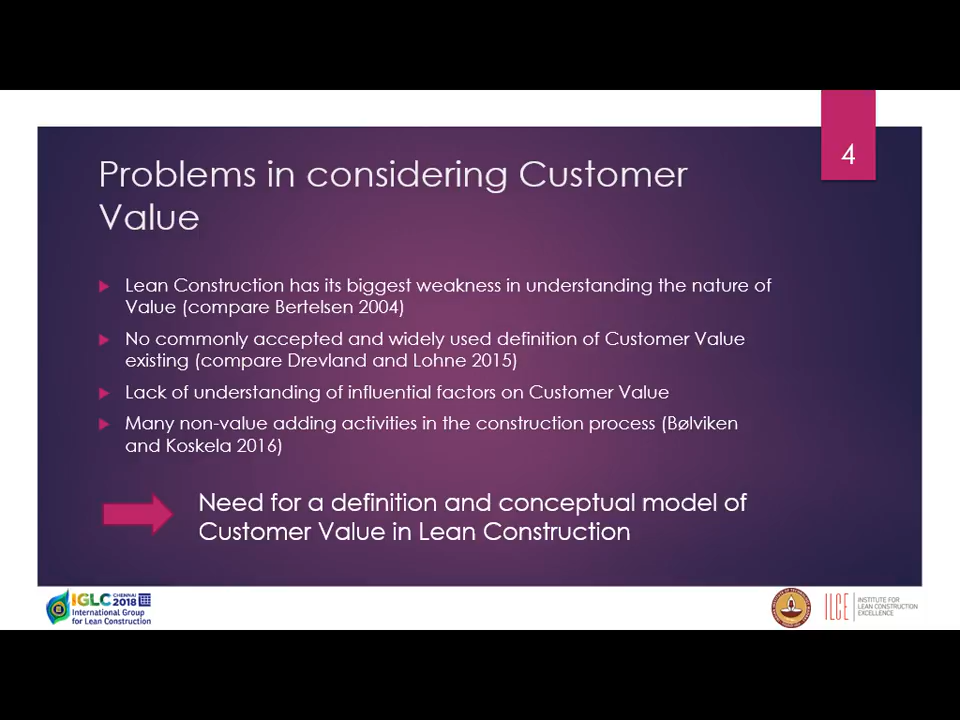 4
Problems in considering Customer
Value
Lean Construction has its biggest weakness in understanding the nature of
Value (compare Bertelsen 2004)
No commonly accepted and widely used definition of Customer Value
existing (compare Drevland and Lohne 2015)
Lack of understanding of influential factors on Customer Value
Many non-value adding activities in the construction process (Bølviken
and Koskela 2016)
Need for a definition and conceptual model of
Customer Value in Lean Construction
IGLC CHENNAI 2018
International Group
for Lean Construction
ILCE
INSTITUTE FOR
LEAN CONSTRUCTION
EXCELLENCE